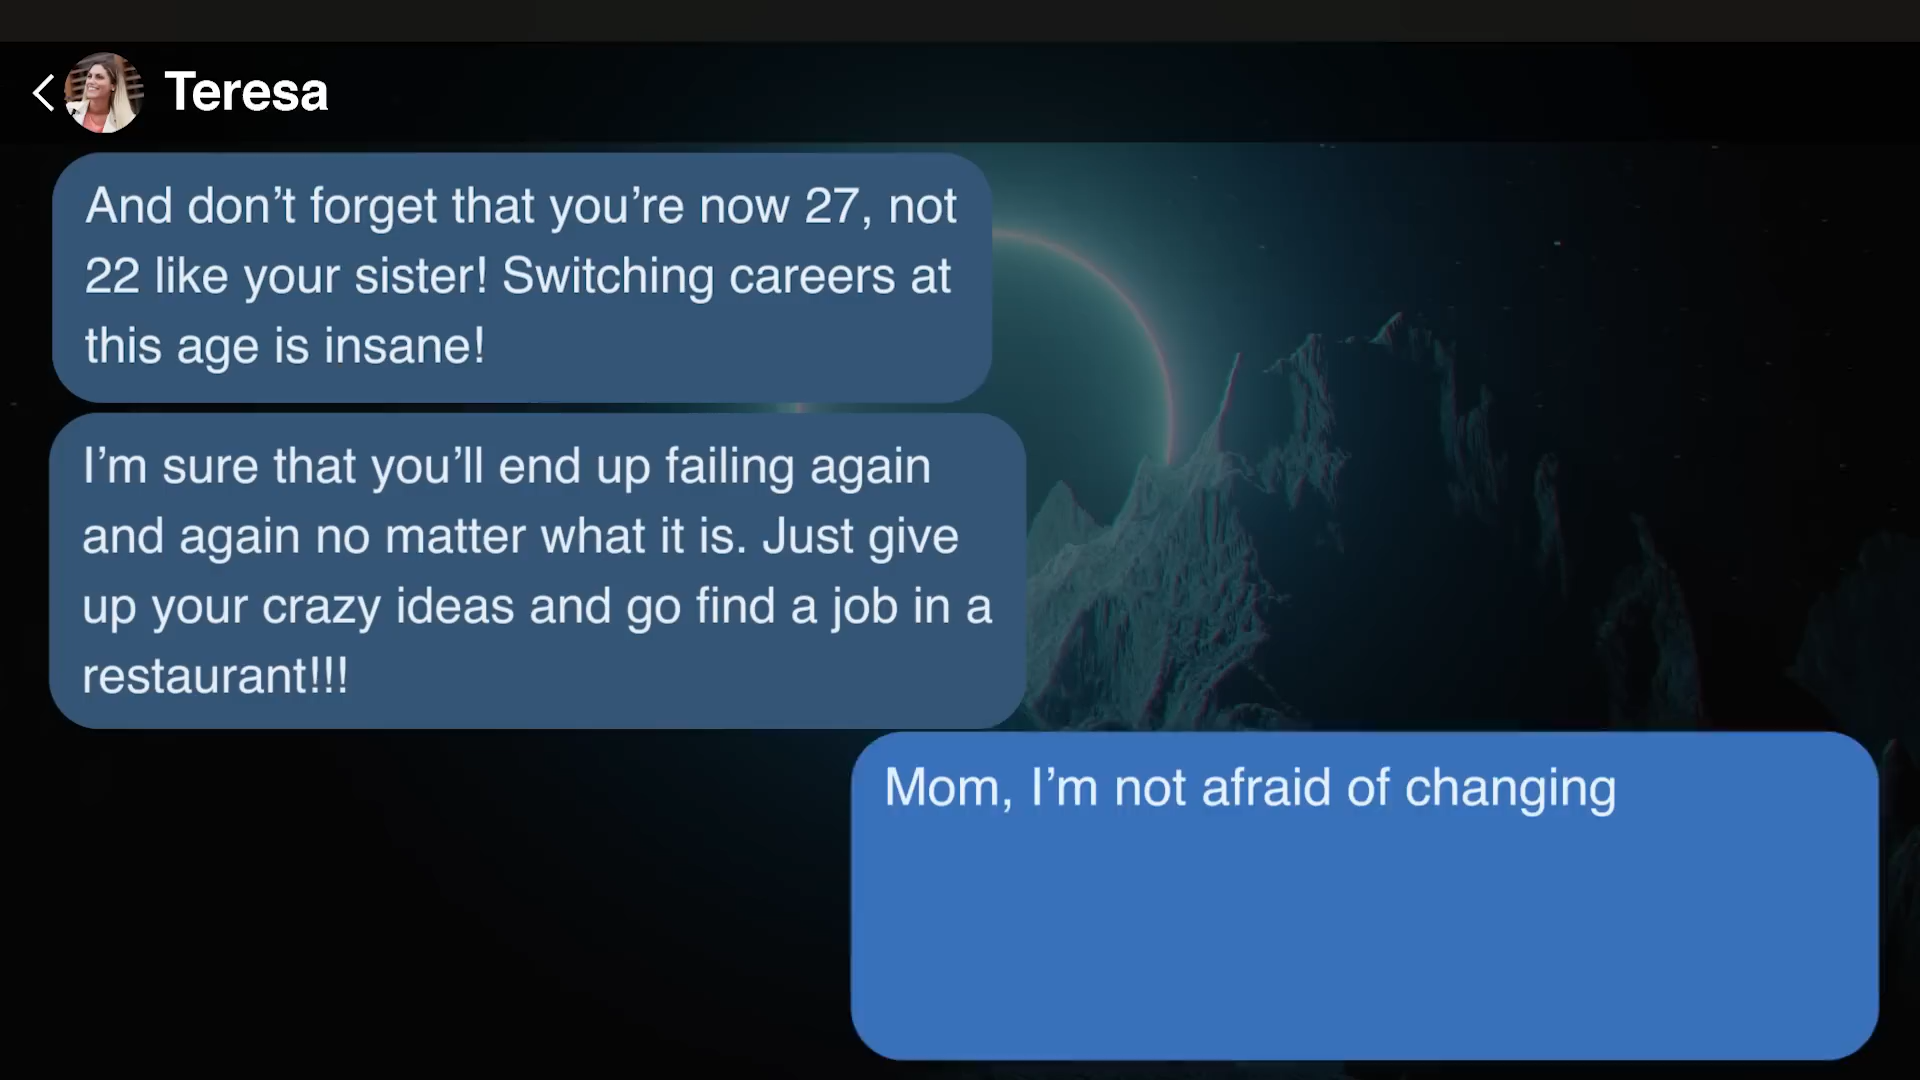 Teresa
And don’t forget that you’re now 27, not
22 like your sister! Switching careers at
this age is insane!
I’m sure that you’ll end up failing again
and again no matter what it is. Just give
up your crazy ideas and go find a job in a
restaurant!!!
Mom, I’m not afraid of changing